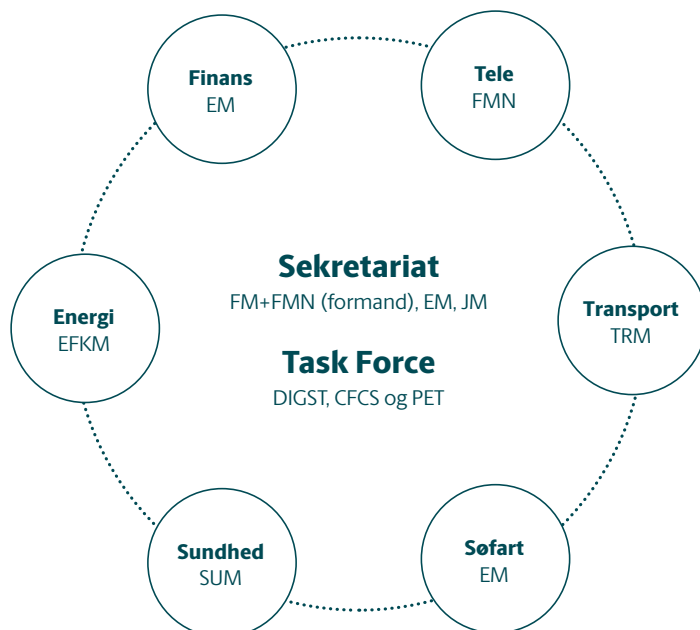 Finans
EM
Tele
FMN
Sekretariat
FM+FMN (formand), EM, JM
Task Force
DIGST, CFCS og PET
Energi
EFKM
Transport
TRM
Sundhed
SUM
Søfart
EM